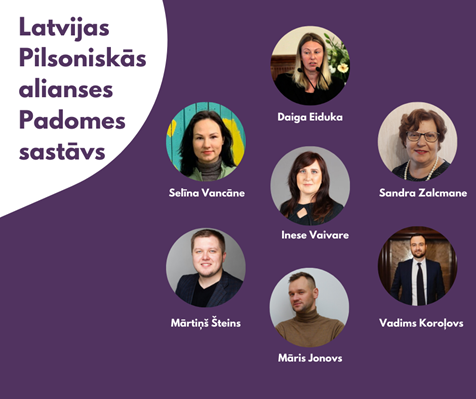 Latvijas
Pilsoniskās
alianses
Padomes
sastāvs
Daiga Eiduka
Selīna Vancāne
Sandra Zalcmane
Inese Vaivare
Mārtiņš Šteins
Vadims Koroļovs
Māris Jonovs